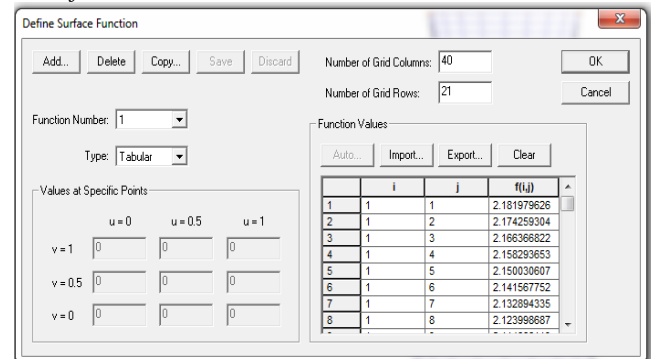 Define Surface Function
Add... Delete Copy... Save Discard
Number of Grid Columns: 40
OK
Number of Grid Rows: 21
Cancel
Function Number: 1
Type: Tabular
Values at Specific Points
u = 0 u = 0.5 u = 1
v = 1 0 0 0
v = 0.5 0 0 0
v = 0 0 0 0
Function Values
Auto... Import... Export... Clear
i j f(i,j)
1 1 1 2.181979626
2 1 2 2.174259304
3 1 3 2.166366822
4 1 4 2.158293653
5 1 5 2.150030607
6 1 6 2.141567752
7 1 7 2.132894335
8 1 8 2.123998687